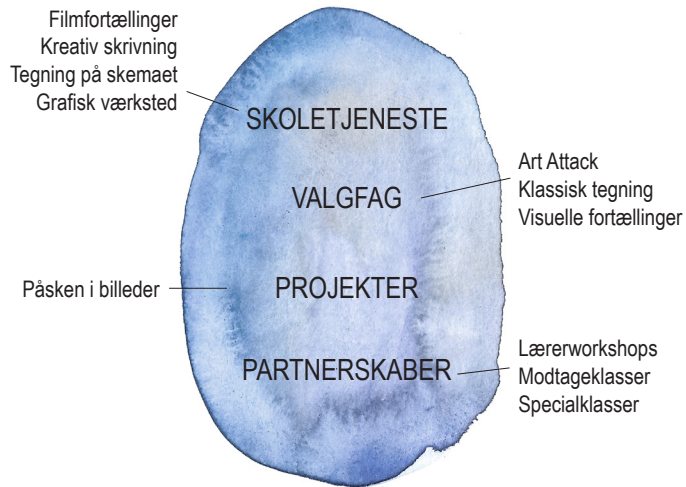 Filmfortællinger
Kreativ skrivning
Tegning på skemaet
Grafisk værksted
SKOLETJENESTE
VALGFAG
Art Attack
Klassisk tegning
Visuelle fortællinger
Påsken i billeder
PROJEKTER
PARTNERSKABER
Lærerworkshops
Modtageklasser
Specialklasser